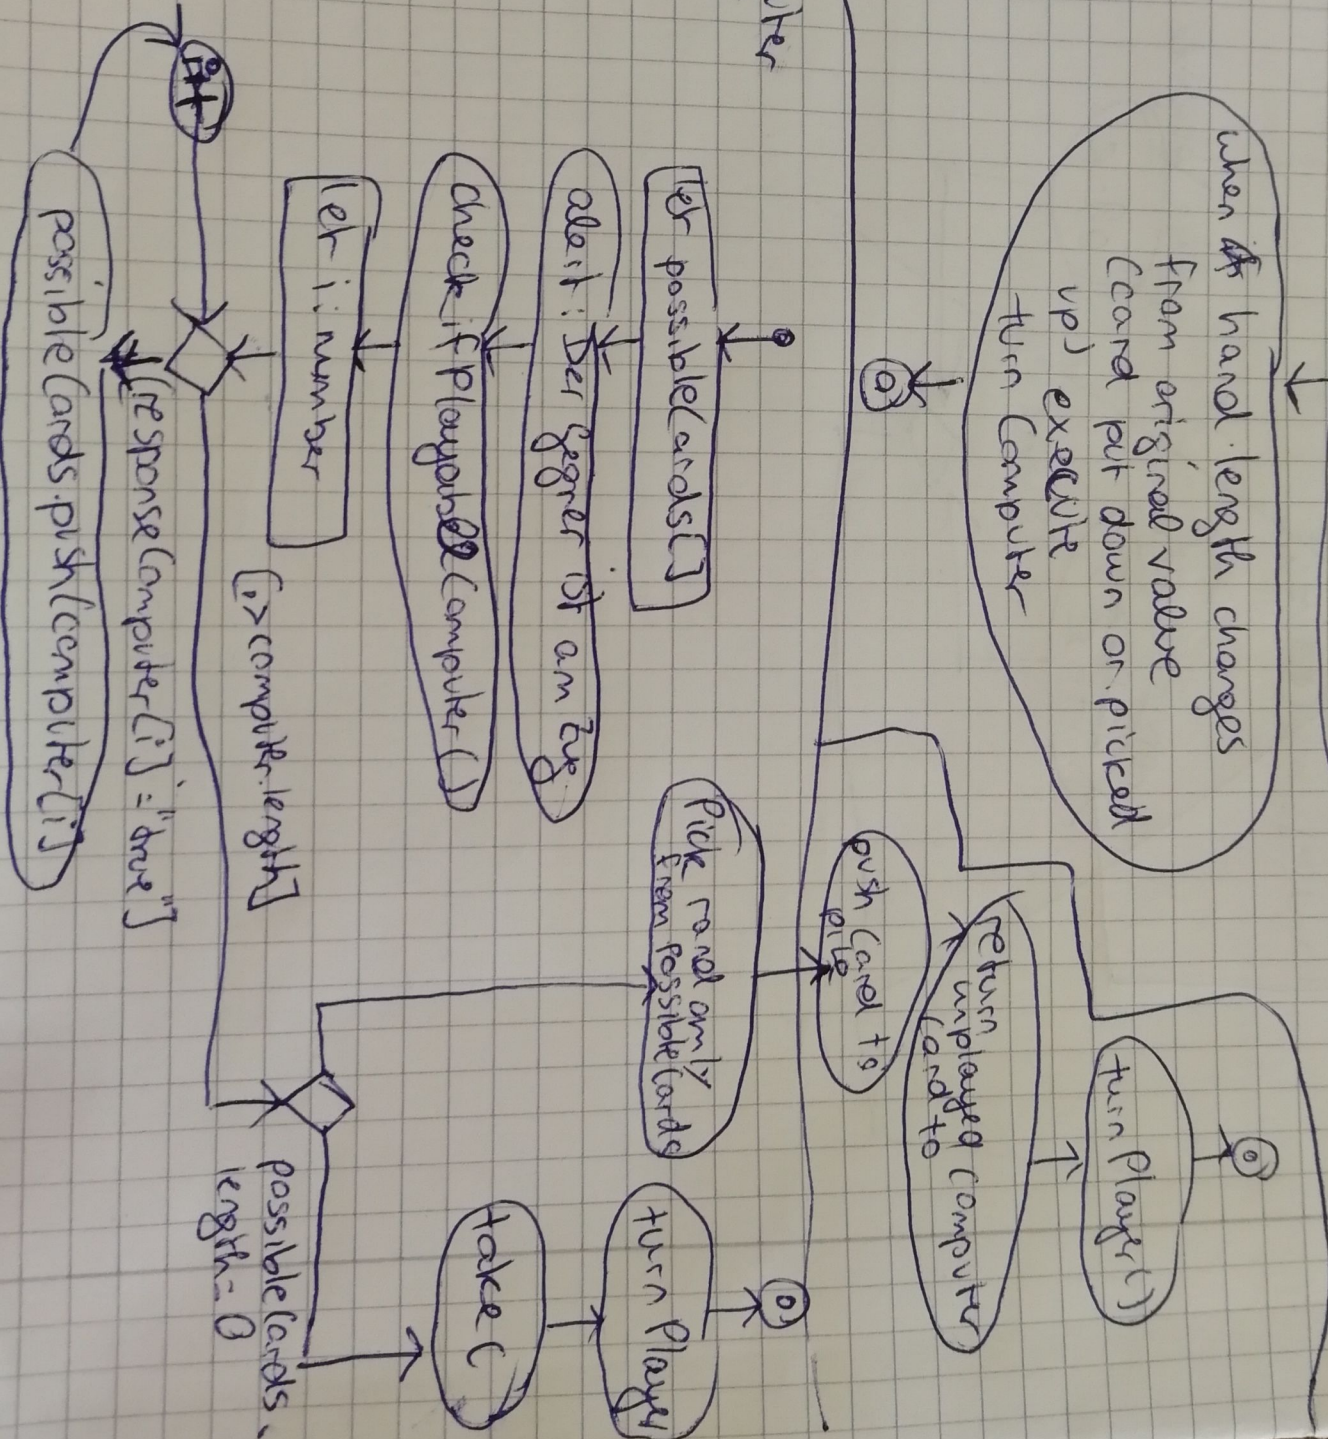 when hand.length changes
from original value
(card put down or picked
up) execute
turn Computer
uter
let possibleCards[]
alert: Der Gegner ist am Zug
check if playable Computer()
let i: number
i++
[i>computer.length]
[responseComputer[i] = "true"]
possibleCards.push(computer[i]
possibleCards.
length = 0
Pick randomly
from possibleCards
push Card to
pile
return
unplayed computer
Card to
turnPlayer()
take(
turn Player